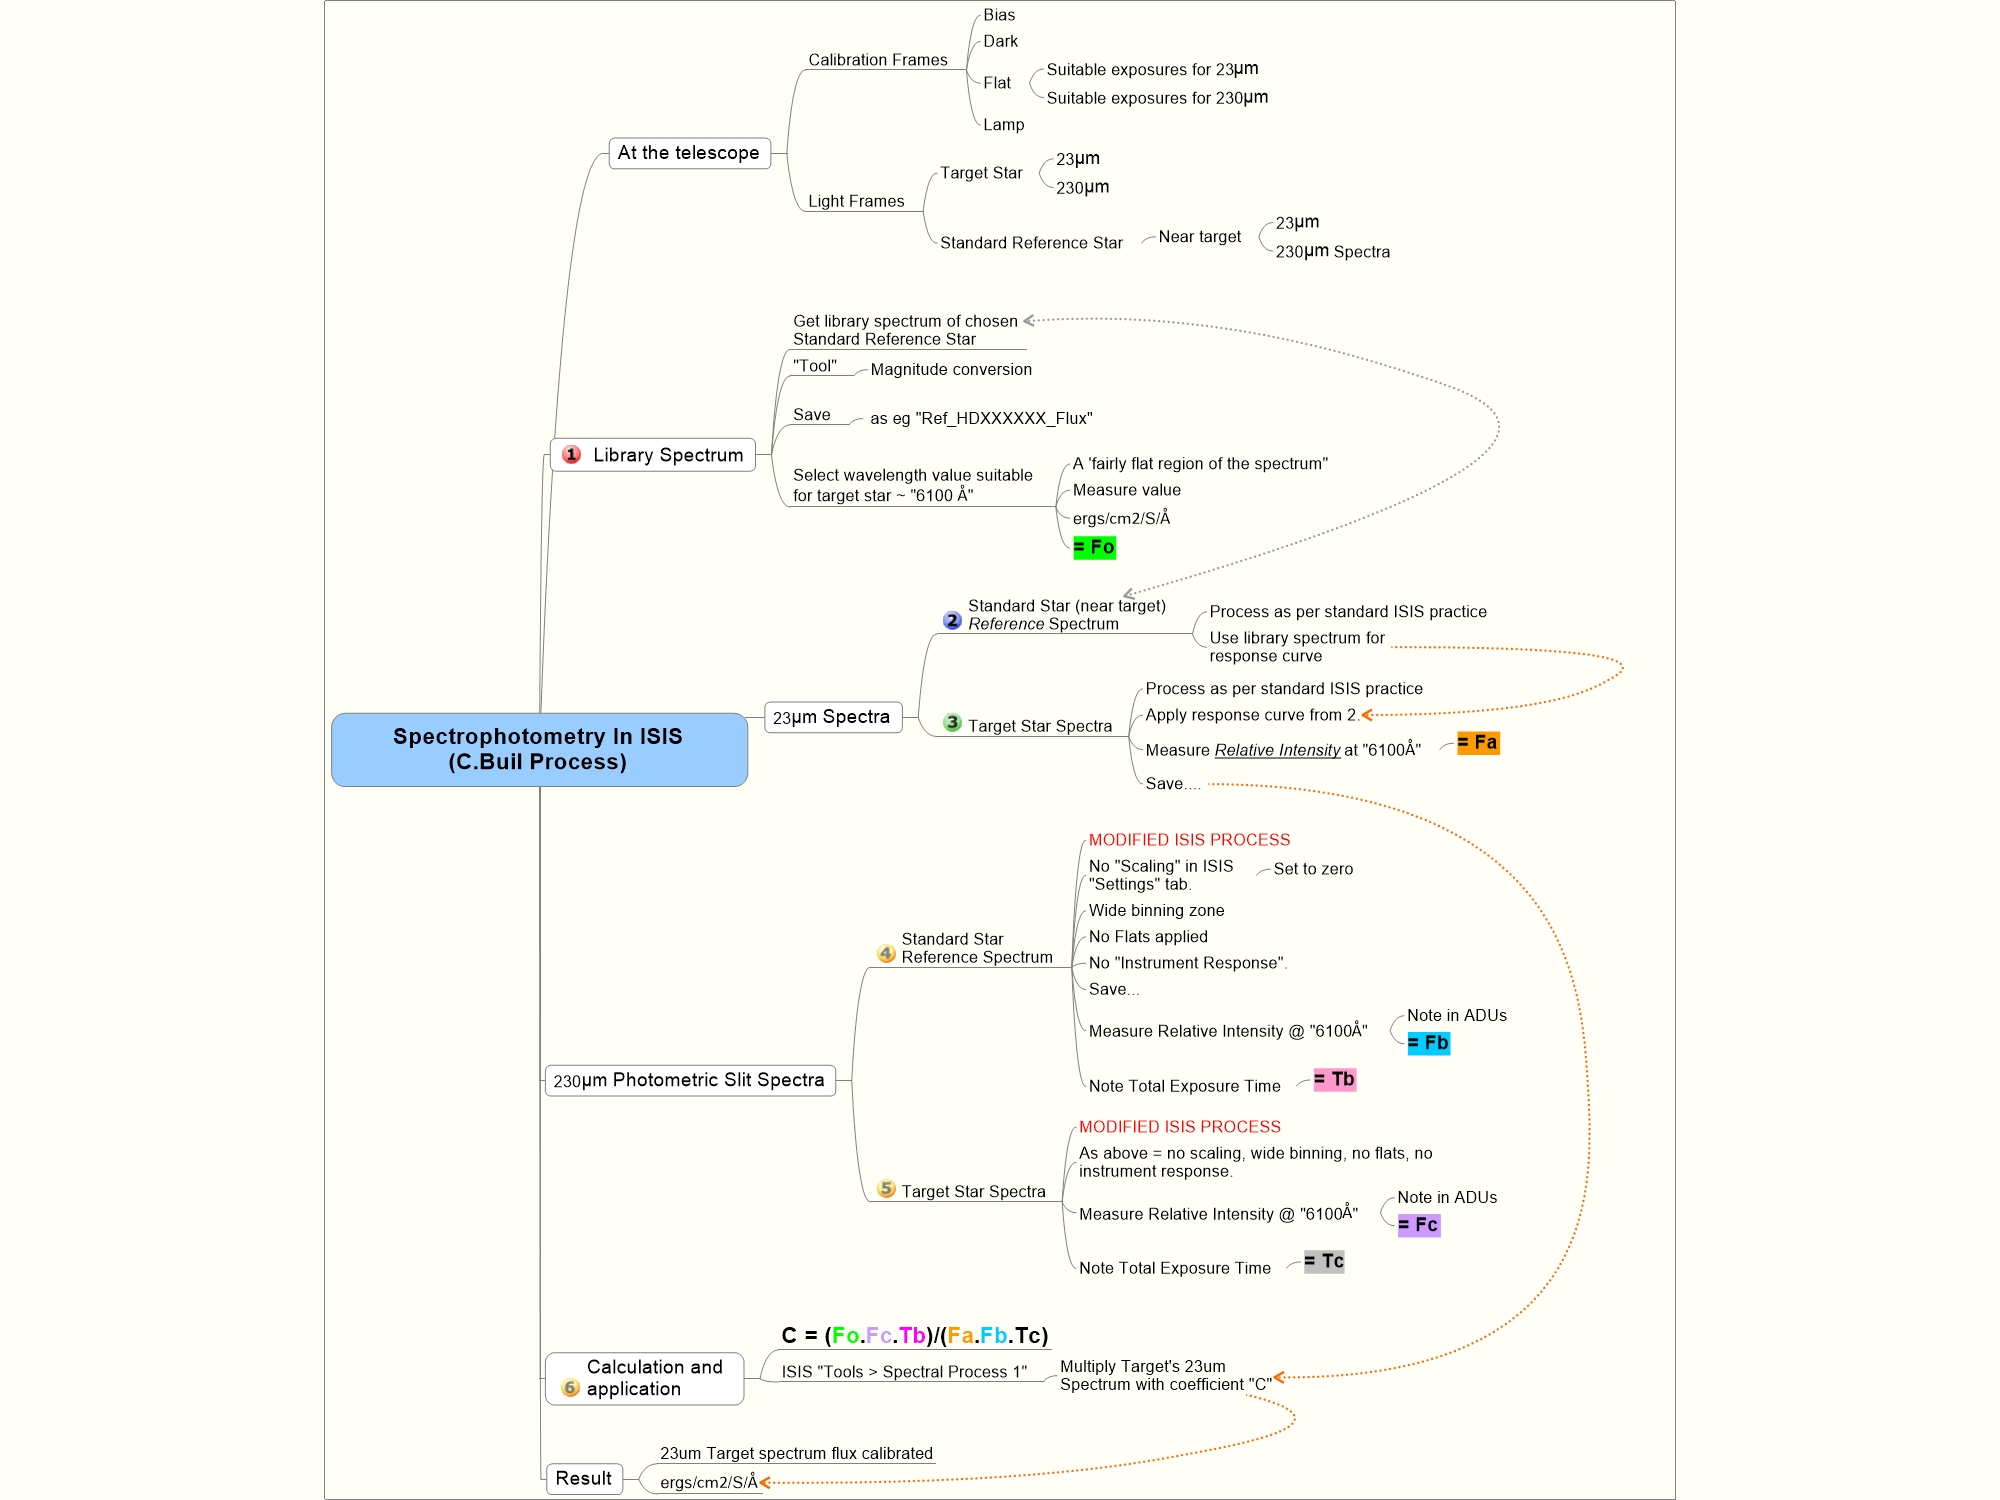 Bias
Dark
Calibration Frames
Flat
Suitable exposures for 23µm
Suitable exposures for 230µm
Lamp
At the telescope
Light Frames
Target Star
23µm
230µm
Standard Reference Star
Near target
23µm
230µm Spectra
1 Library Spectrum
Get library spectrum of chosen
Standard Reference Star
"Tool"
Magnitude conversion
Save
as eg "Ref_HDXXXXXX_Flux"
Select wavelength value suitable
for target star ~ "6100 Å"
A 'fairly flat region of the spectrum"
Measure value
ergs/cm2/S/Å
= Fo
Spectrophotometry In ISIS
(C.Buil Process)
23µm Spectra
2 Standard Star (near target)
Reference Spectrum
Process as per standard ISIS practice
Use library spectrum for
response curve
3 Target Star Spectra
Process as per standard ISIS practice
Apply response curve from 2.
Measure Relative Intensity at "6100Å"
= Fa
Save....
230µm Photometric Slit Spectra
4 Standard Star
Reference Spectrum
MODIFIED ISIS PROCESS
No "Scaling" in ISIS
"Settings" tab.
Set to zero
Wide binning zone
No Flats applied
No "Instrument Response".
Save...
Measure Relative Intensity @ "6100Å"
Note in ADUs
= Fb
Note Total Exposure Time
= Tb
5 Target Star Spectra
MODIFIED ISIS PROCESS
As above = no scaling, wide binning, no flats, no
instrument response.
Measure Relative Intensity @ "6100Å"
Note in ADUs
= Fc
Note Total Exposure Time
= Tc
6 Calculation and
application
C = (Fo.Fc.Tb)/(Fa.Fb.Tc)
ISIS "Tools > Spectral Process 1"
Multiply Target's 23um
Spectrum with coefficient "C"
Result
23um Target spectrum flux calibrated
ergs/cm2/S/Å